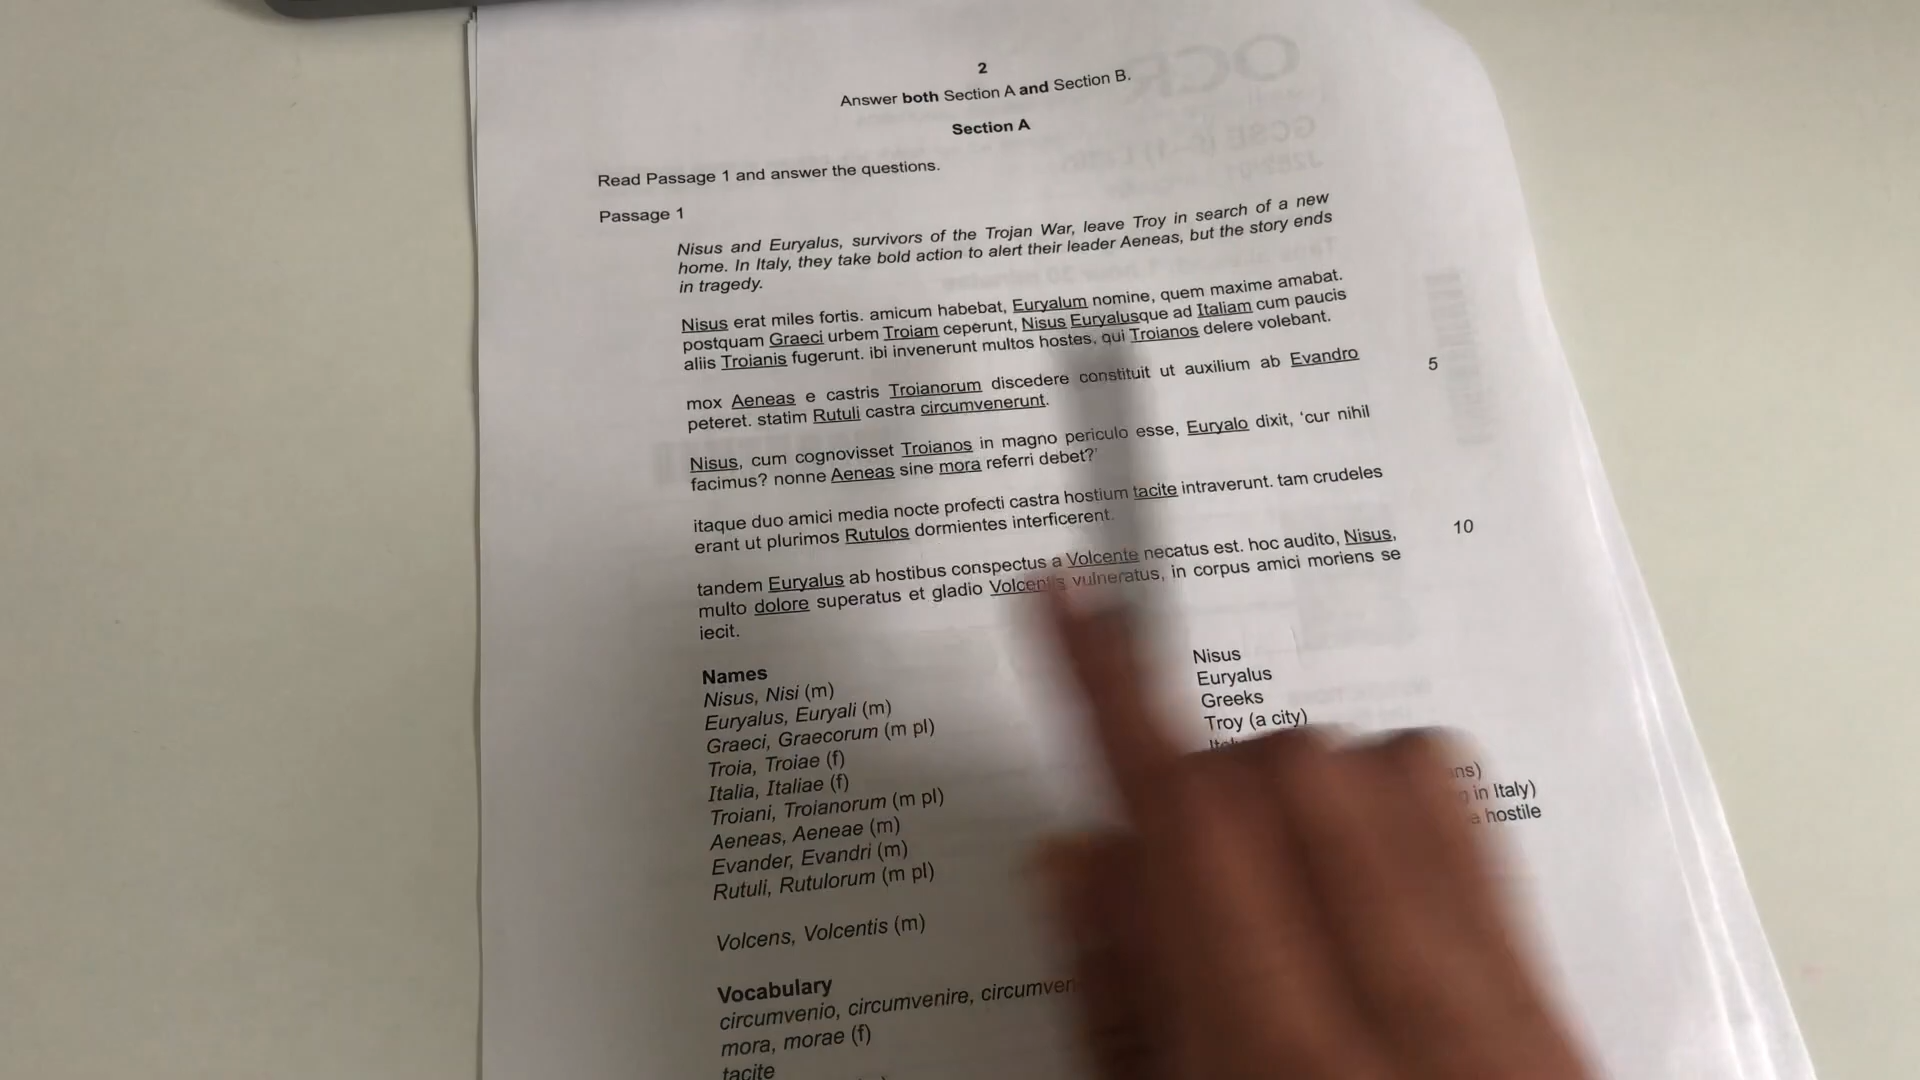 2
Answer both Section A and Section B.
Section A
Read Passage 1 and answer the questions.
Passage 1
Nisus and Euryalus, survivors of the Trojan War, leave Troy in search of a new
home. In Italy, they take bold action to alert their leader Aeneas, but the story ends
in tragedy.
Nisus erat miles fortis. amicum habebat, Euryalum nomine, quem maxime amabat.
postquam Graeci urbem Troiam ceperunt, Nisus Euryalusque ad Italiam cum paucis
aliis Troianis fugerunt. ibi invenerunt multos hostes, qui Troianos delere volebant.
mox Aeneas e castris Troianorum discedere constituit ut auxilium ab Evandro
5
peteret. statim Rutuli castra circumvenerunt.
Nisus, cum cognovisset Troianos in magno periculo esse, Euryalo dixit, ‘cur nihil
facimus? nonne Aeneas sine mora referri debet?’
itaque duo amici media nocte profecti castra hostium tacite intraverunt. tam crudeles
erant ut plurimos Rutulos dormientes interficerent.
10
tandem Euryalus ab hostibus conspectus a Volcente necatus est. hoc audito, Nisus,
multo dolore superatus et gladio Volcentis vulneratus, in corpus amici moriens se
iecit.
Names
Nisus, Nisi (m) Nisus
Euryalus, Euryali (m) Euryalus
Graeci, Graecorum (m pl) Greeks
Troia, Troiae (f) Troy (a city)
Italia, Italiae (f)
Troiani, Troianorum (m pl)
Aeneas, Aeneae (m)
Evander, Evandri (m) in Italy)
Rutuli, Rutulorum (m pl) hostile
Volcens, Volcentis (m)
Vocabulary
circumvenio, circumvenire,
mora, morae (f)
tacite